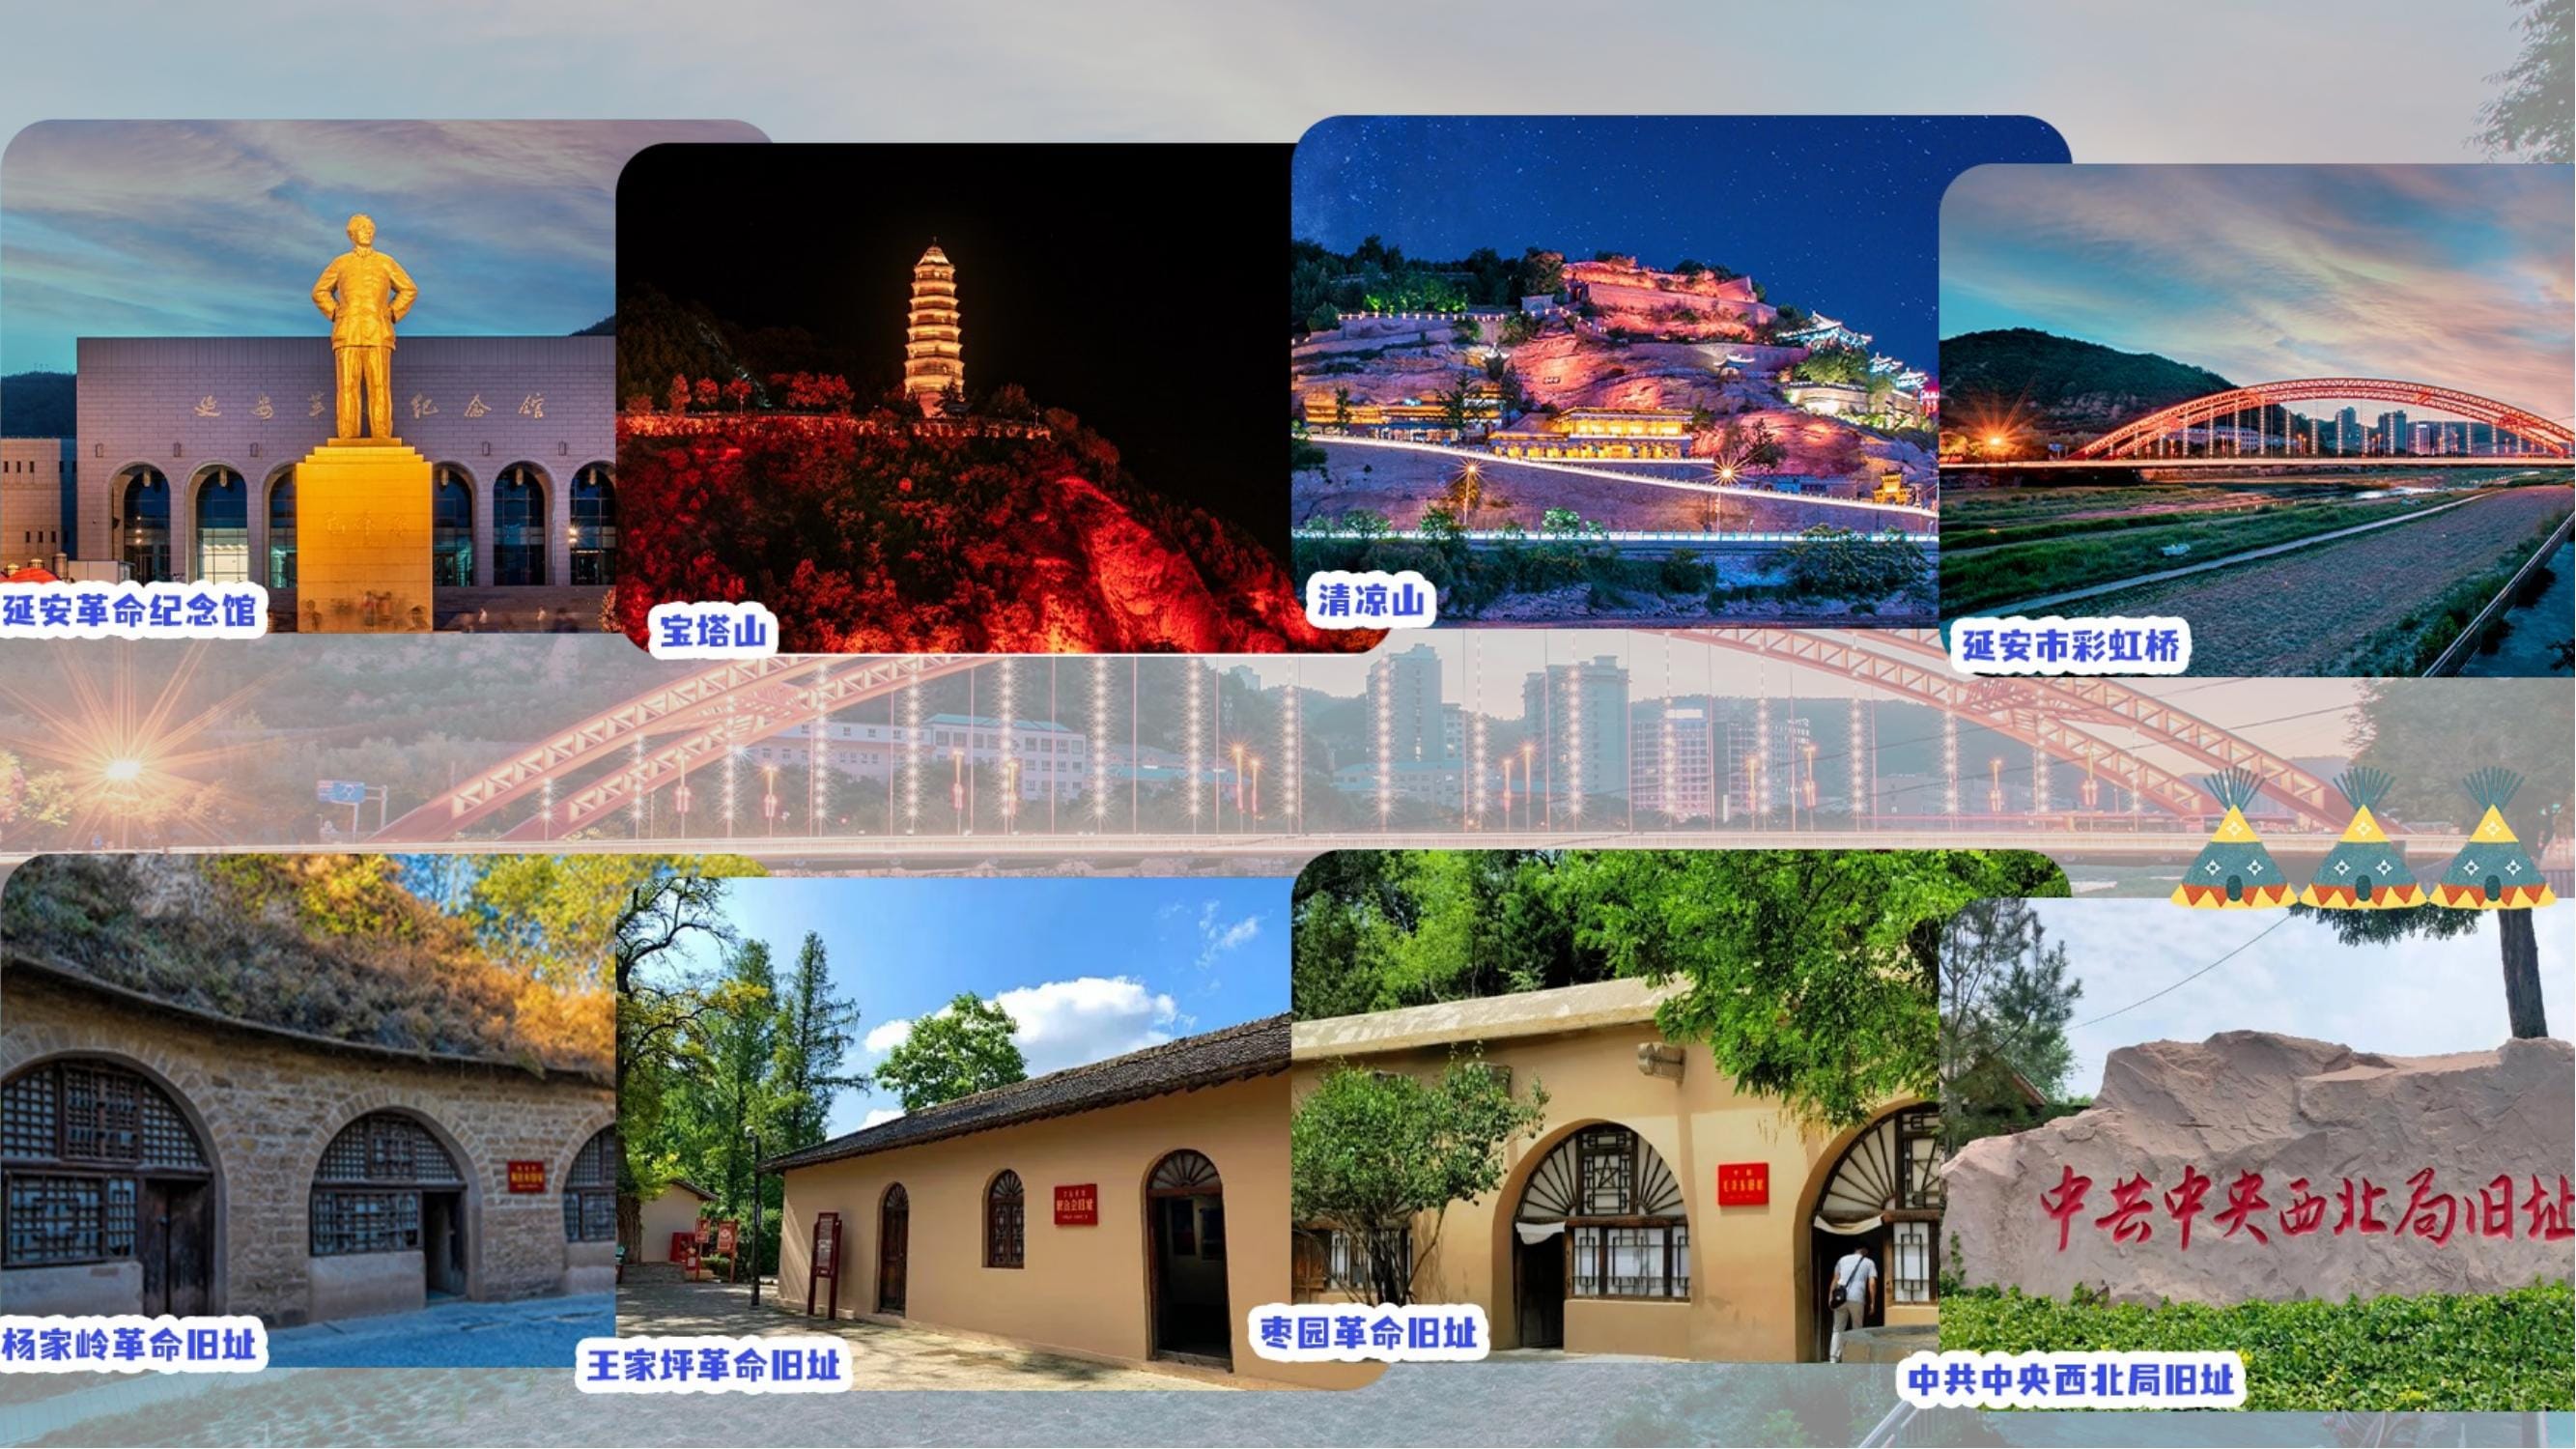 延安革命纪念馆
延安革命纪念馆
宝塔山
清凉山
延安市彩虹桥
杨家岭革命旧址
王家坪革命旧址
枣园革命旧址
中共中央西北局旧址
中共中央西北局旧址